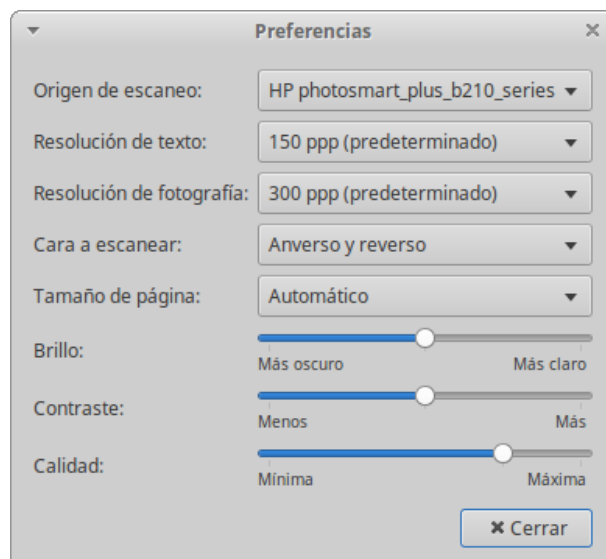 Preferencias
Origen de escaneo: HP photosmart_plus_b210_series
Resolución de texto: 150 ppp (predeterminado)
Resolución de fotografía: 300 ppp (predeterminado)
Cara a escanear: Anverso y reverso
Tamaño de página: Automático
Brillo:
Más oscuro Más claro
Contraste:
Menos Más
Calidad:
Mínima Máxima
Cerrar